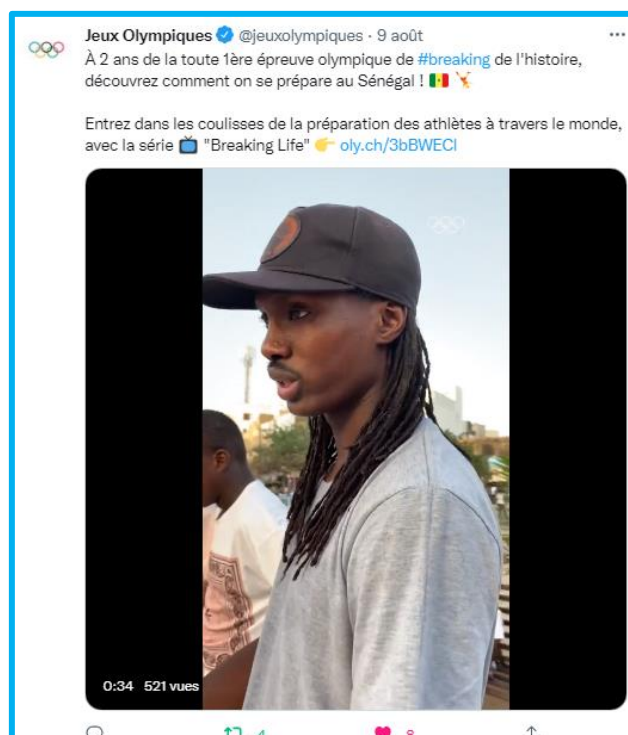 Jeux Olympiques @jeuxolympiques · 9 août
À 2 ans de la toute 1ère épreuve olympique de #breaking de l'histoire,
découvrez comment on se prépare au Sénégal ! 🇸🇳 🤸
Entrez dans les coulisses de la préparation des athlètes à travers le monde,
avec la série 📺 "Breaking Life" 👉 oly.ch/3bBWECl
0:34 521 vues
4 8